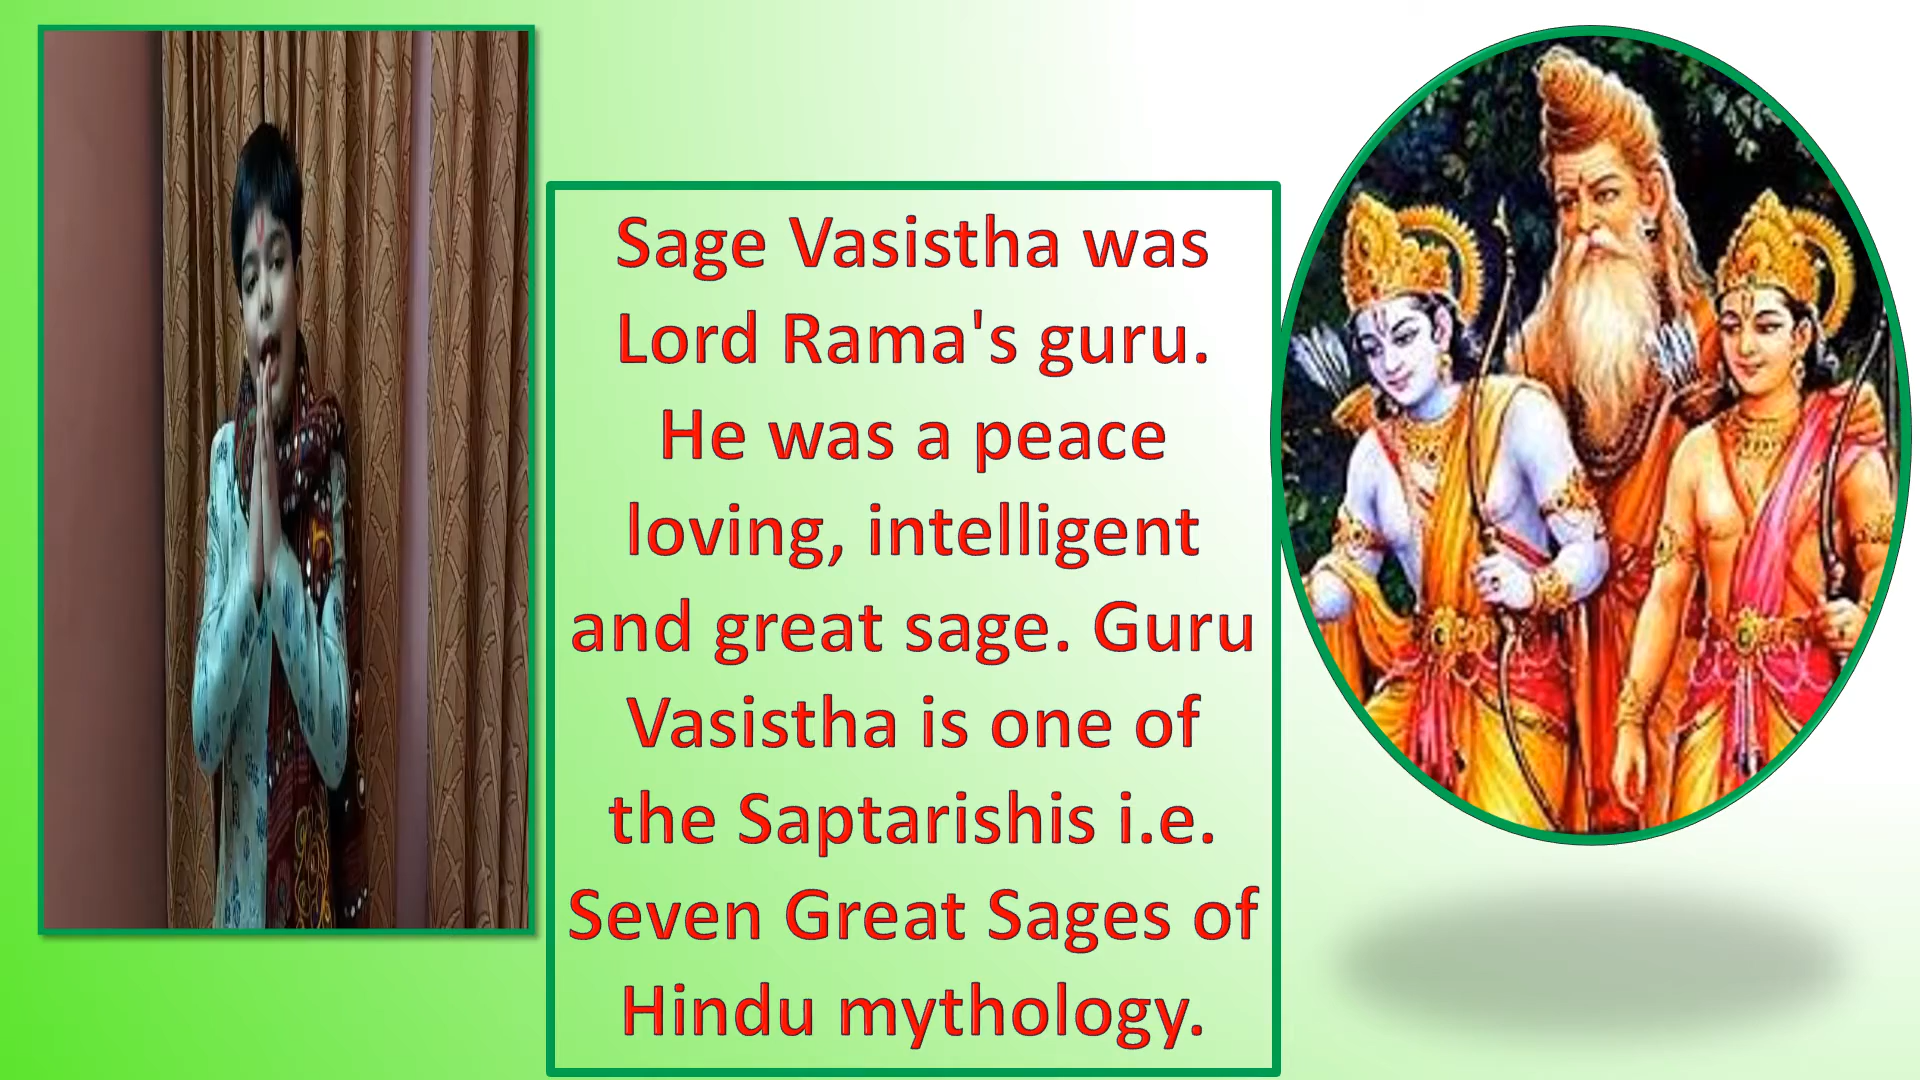 Sage Vasistha was
Lord Rama's guru.
He was a peace
loving, intelligent
and great sage. Guru
Vasistha is one of
the Saptarishis i.e.
Seven Great Sages of
Hindu mythology.